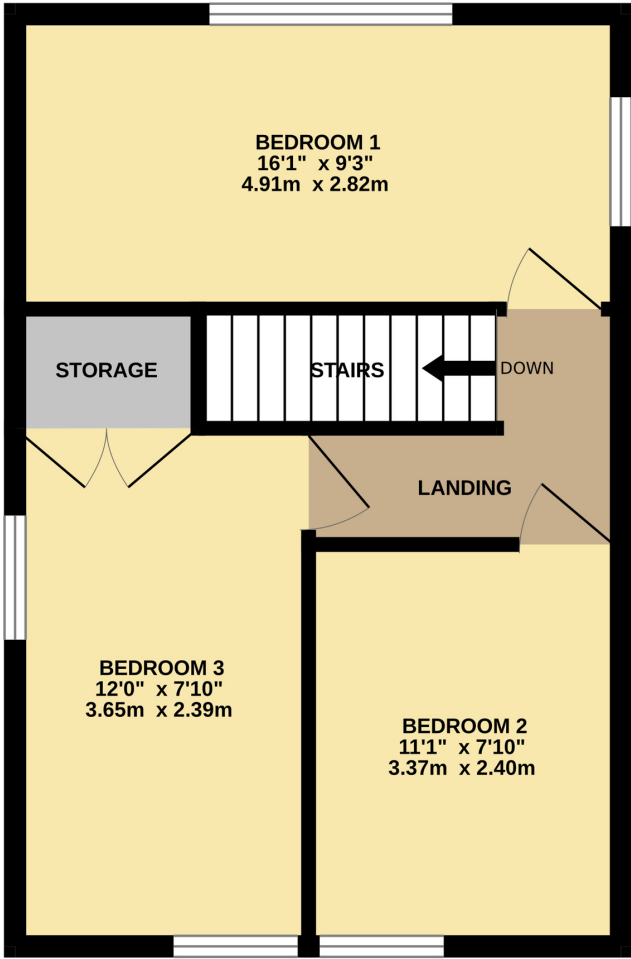 BEDROOM 1
16'1" x 9'3"
4.91m x 2.82m
STORAGE
STAIRS
DOWN
LANDING
BEDROOM 3
12'0" x 7'10"
3.65m x 2.39m
BEDROOM 2
11'1" x 7'10"
3.37m x 2.40m